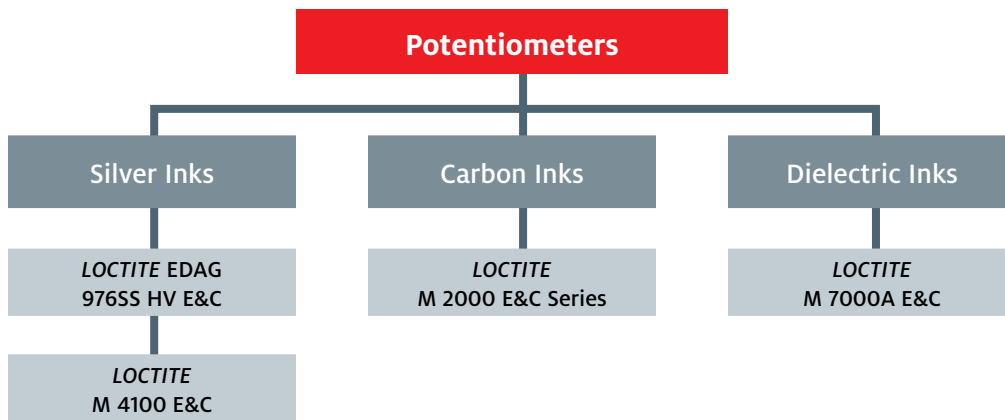 Potentiometers
Silver Inks
Carbon Inks
Dielectric Inks
LOCTITE EDAG
976SS HV E&C
LOCTITE
M 2000 E&C Series
LOCTITE
M 7000A E&C
LOCTITE
M 4100 E&C